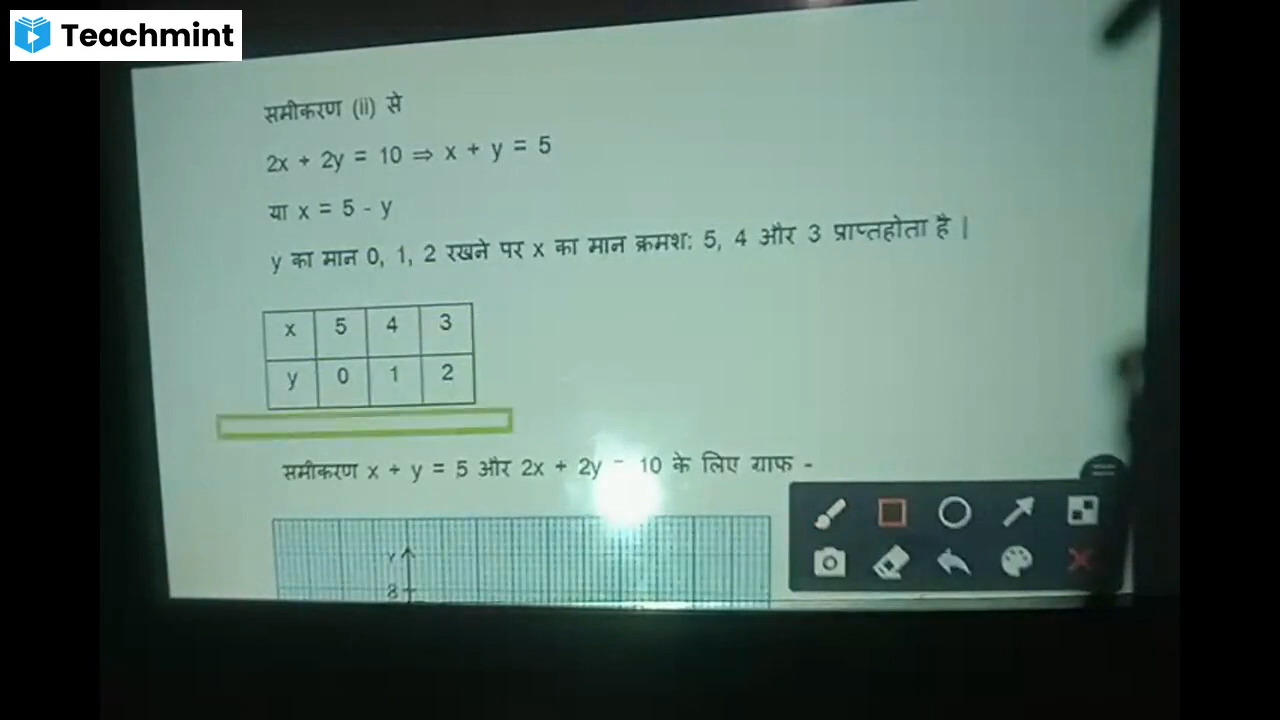 Teachmint
समीकरण (ii) से
2x + 2y = 10 ⇒ x + y = 5
या x = 5 - y
y का मान 0, 1, 2 रखने पर x का मान क्रमश: 5, 4 और 3 प्राप्तहोता है |
x 5 4 3
y 0 1 2
समीकरण x + y = 5 और 2x + 2y = 10 के लिए ग्राफ -
Y
8